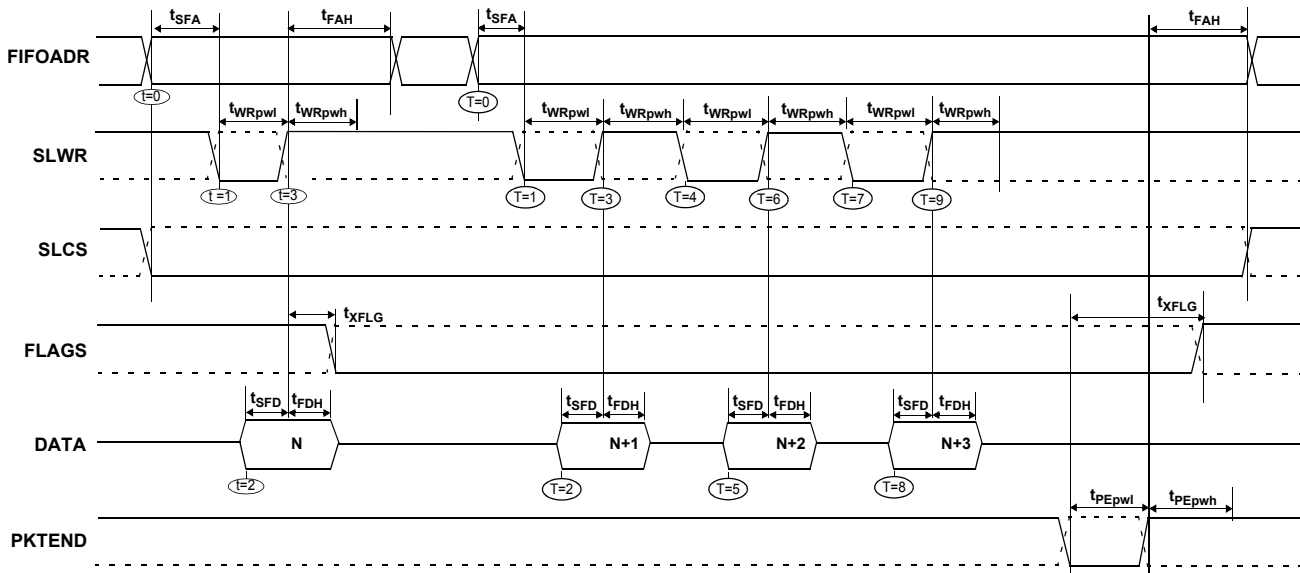 tSFA tFAH tSFA tFAH
FIFOADR
t=0 T=0
tWRpwl tWRpwh tWRpwl tWRpwh tWRpwl tWRpwh tWRpwl tWRpwh
SLWR
t =1 t=3 T=1 T=3 T=4 T=6 T=7 T=9
SLCS
tXFLG tXFLG
FLAGS
tSFD tFDH tSFD tFDH tSFD tFDH tSFD tFDH
DATA N N+1 N+2 N+3
t=2 T=2 T=5 T=8
tPEpwl tPEpwh
PKTEND